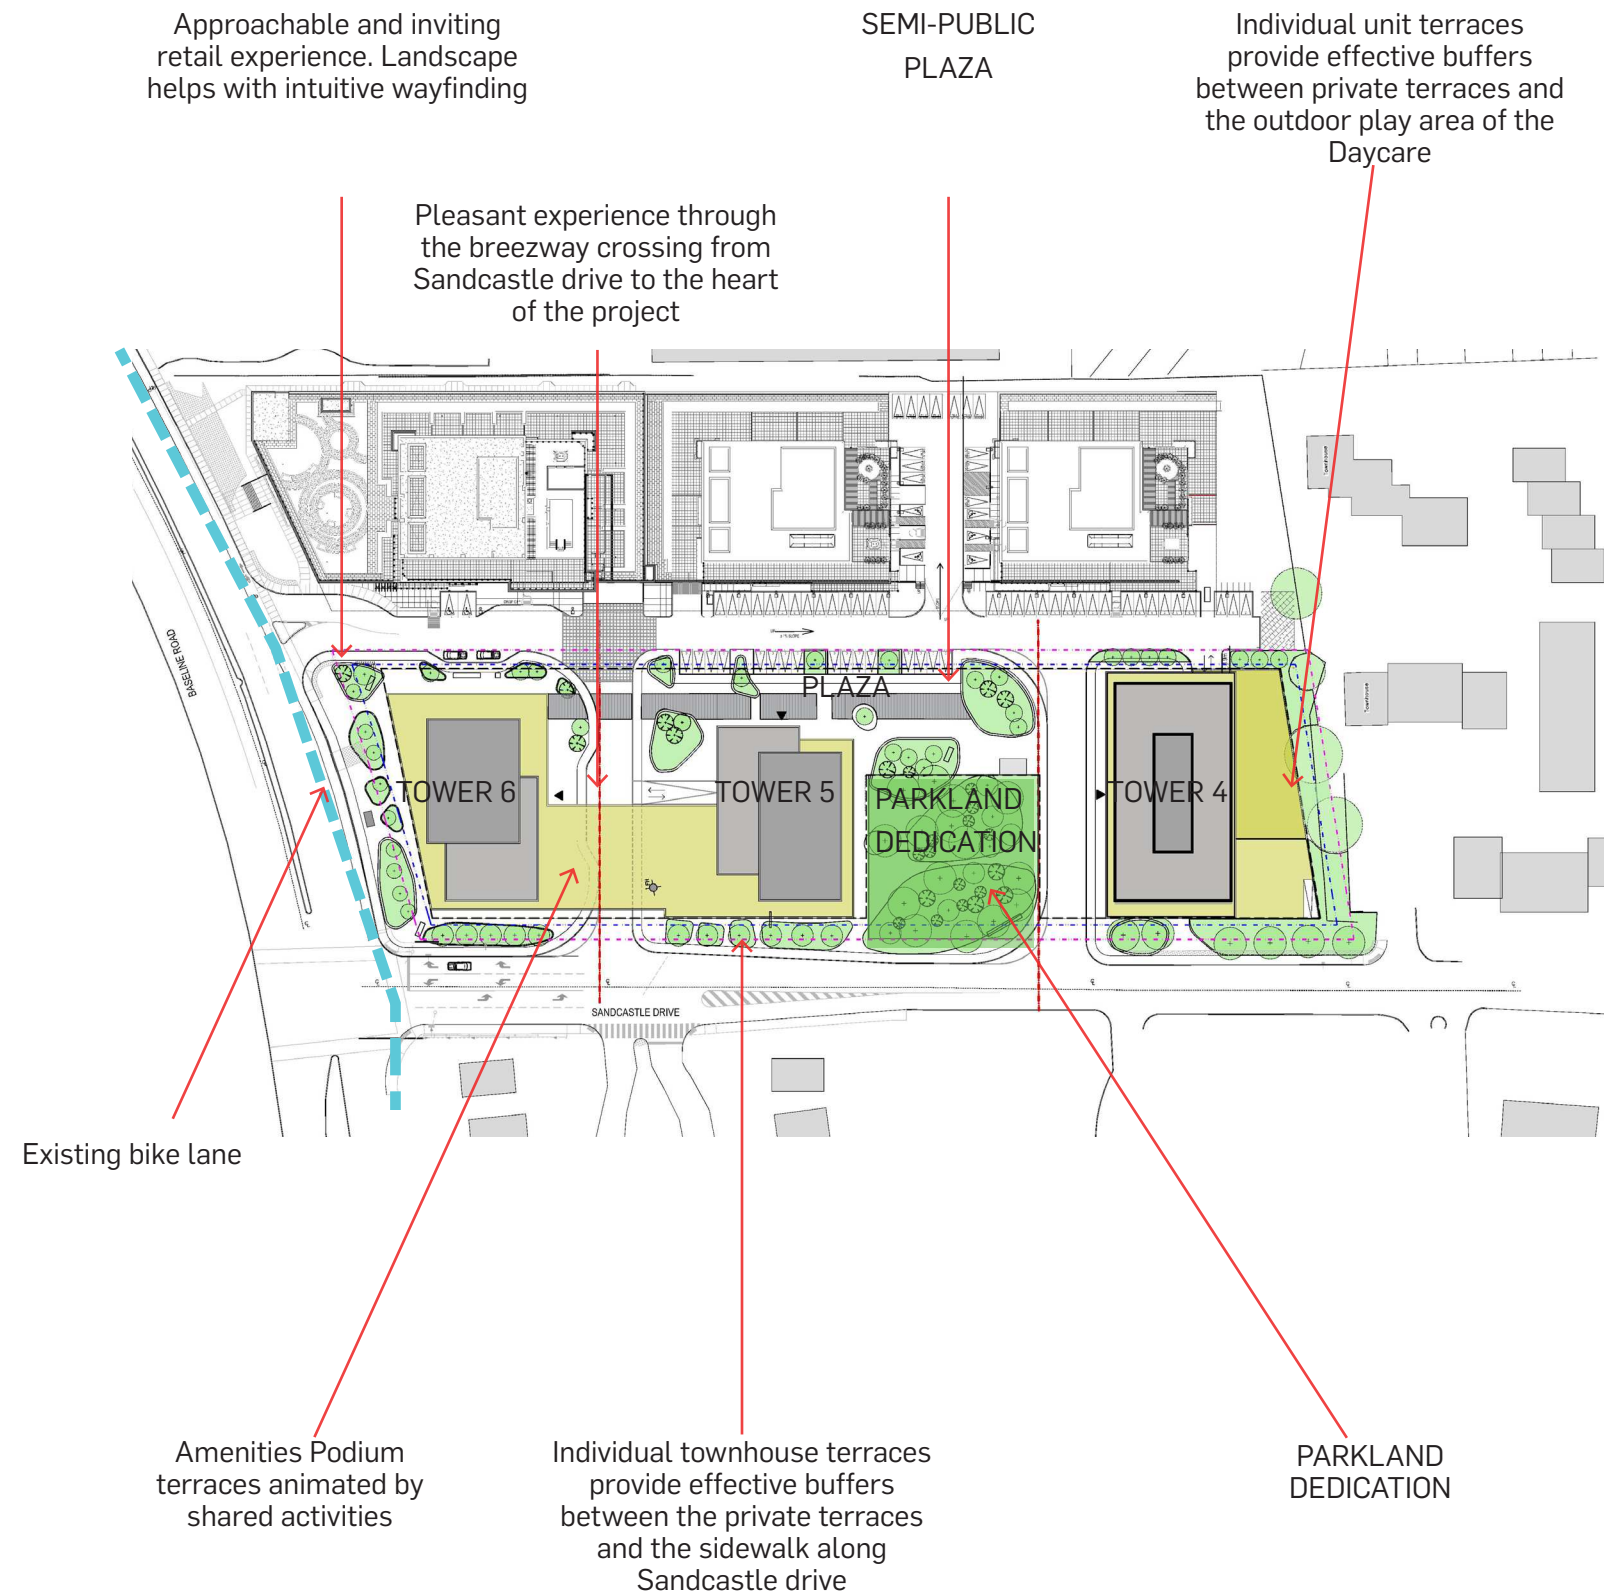 Approachable and inviting
retail experience. Landscape
helps with intuitive wayfinding
SEMI-PUBLIC
PLAZA
Individual unit terraces
provide effective buffers
between private terraces and
the outdoor play area of the
Daycare
Pleasant experience through
the breezway crossing from
Sandcastle drive to the heart
of the project
Townhouse
BASELINE ROAD
PLAZA
Townhouse
TOWER 6
TOWER 5
PARKLAND
DEDICATION
TOWER 4
SANDCASTLE DRIVE
Existing bike lane
Amenities Podium
terraces animated by
shared activities
Individual townhouse terraces
provide effective buffers
between the private terraces
and the sidewalk along
Sandcastle drive
PARKLAND
DEDICATION